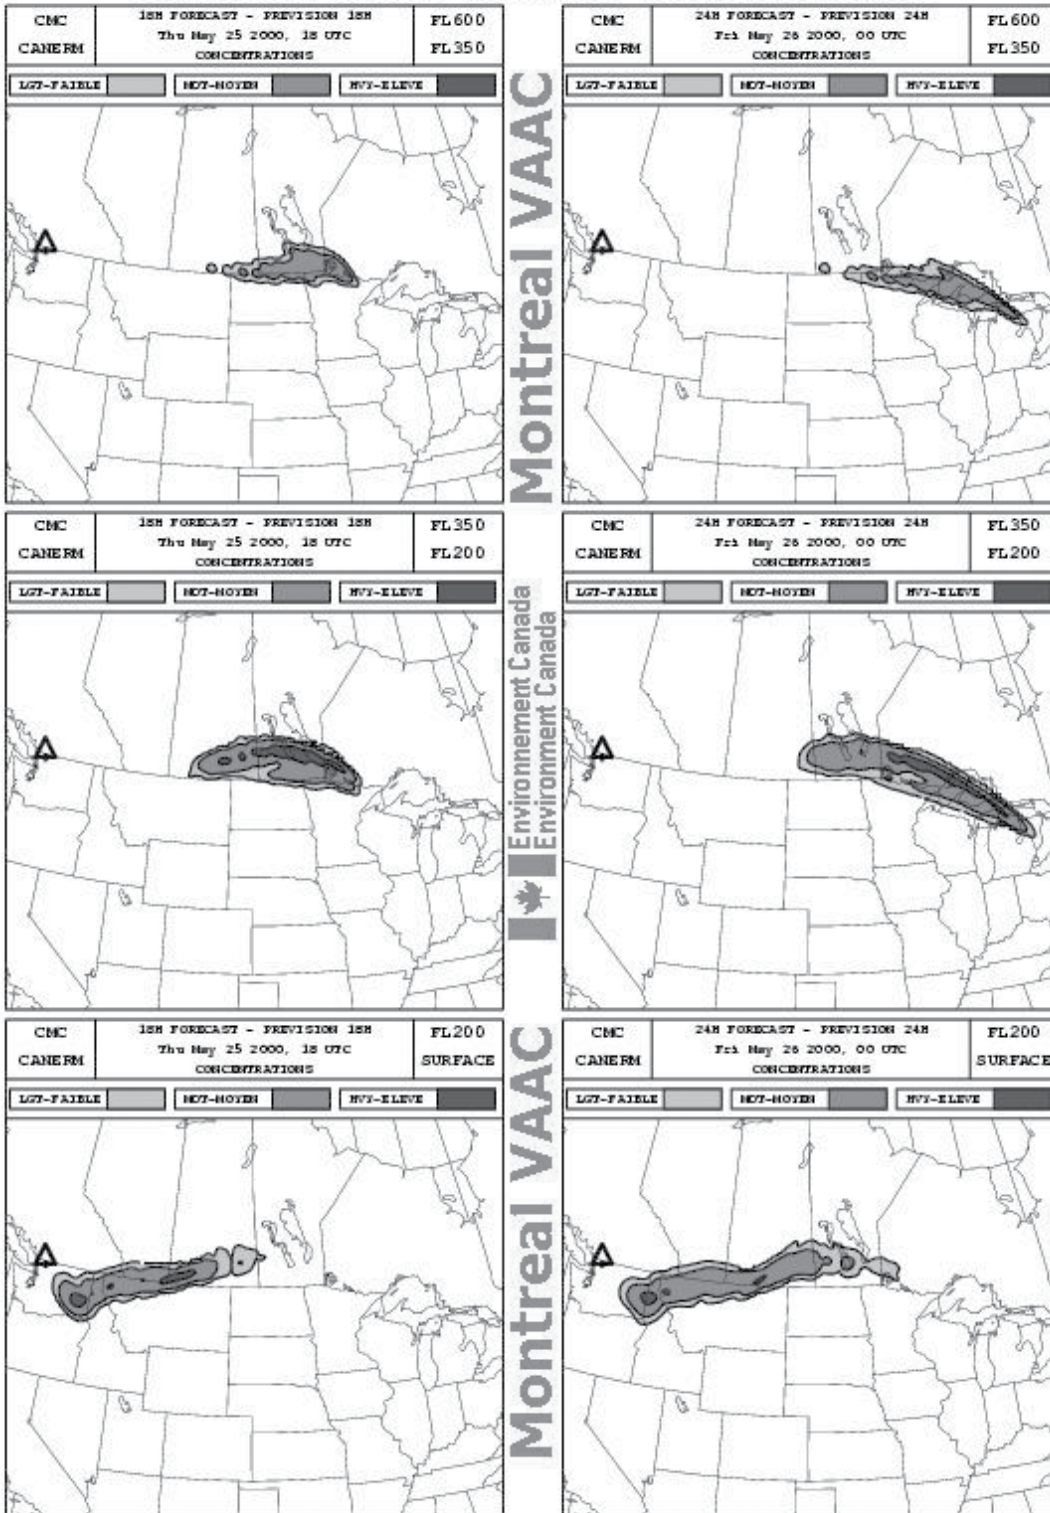 CMC
CANERM
18H FORECAST - PREVISION 18H
Thu May 25 2000, 18 UTC
CONCENTRATIONS
FL600
FL350
LGT-FAIBLE
MDT-MOYEN
HVY-ELEVE
CMC
CANERM
24H FORECAST - PREVISION 24H
Fri May 26 2000, 00 UTC
CONCENTRATIONS
FL600
FL350
LGT-FAIBLE
MDT-MOYEN
HVY-ELEVE
Montreal VAAC
CMC
CANERM
18H FORECAST - PREVISION 18H
Thu May 25 2000, 18 UTC
CONCENTRATIONS
FL350
FL200
LGT-FAIBLE
MDT-MOYEN
HVY-ELEVE
CMC
CANERM
24H FORECAST - PREVISION 24H
Fri May 26 2000, 00 UTC
CONCENTRATIONS
FL350
FL200
LGT-FAIBLE
MDT-MOYEN
HVY-ELEVE
Environnement Canada
Environment Canada
CMC
CANERM
18H FORECAST - PREVISION 18H
Thu May 25 2000, 18 UTC
CONCENTRATIONS
FL200
SURFACE
LGT-FAIBLE
MDT-MOYEN
HVY-ELEVE
CMC
CANERM
24H FORECAST - PREVISION 24H
Fri May 26 2000, 00 UTC
CONCENTRATIONS
FL200
SURFACE
LGT-FAIBLE
MDT-MOYEN
HVY-ELEVE
Montreal VAAC